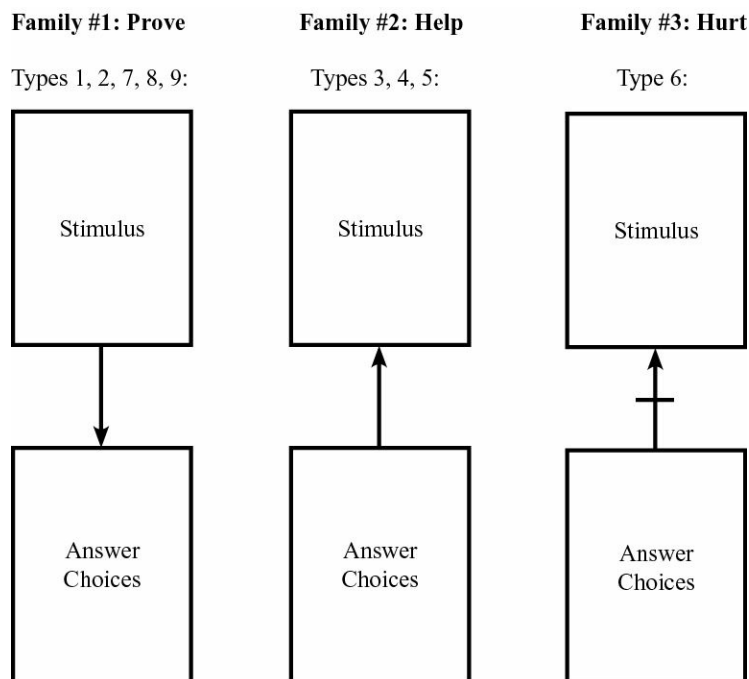 Family #1: Prove
Family #2: Help
Family #3: Hurt
Types 1, 2, 7, 8, 9:
Types 3, 4, 5:
Type 6:
Stimulus
Stimulus
Stimulus
Answer
Choices
Answer
Choices
Answer
Choices